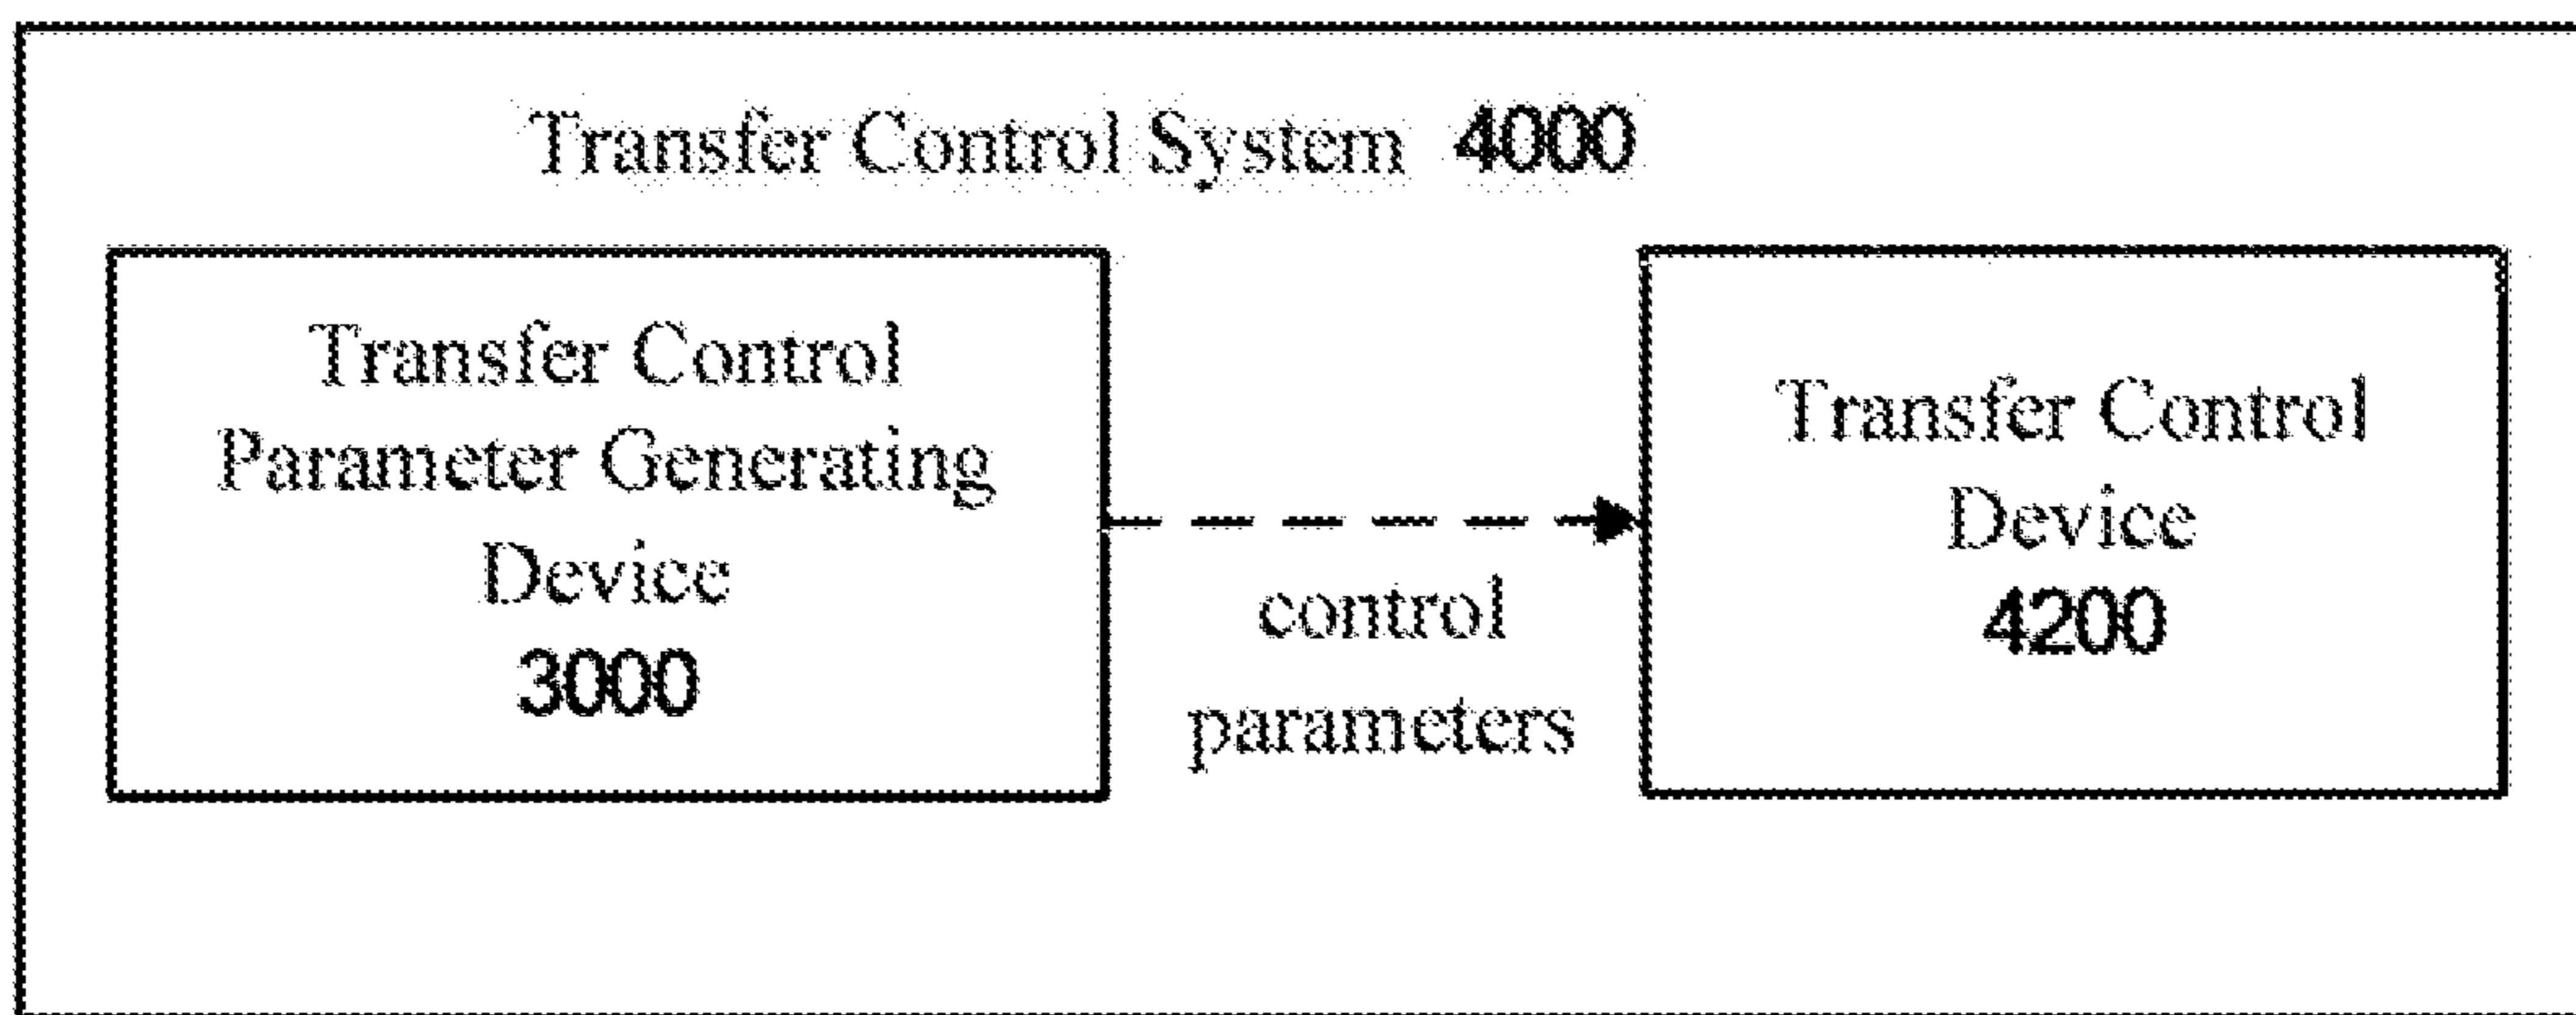 Transfer Control System 4000
Transfer Control
Parameter Generating
Device
3000
control
parameters
Transfer Control
Device
4200